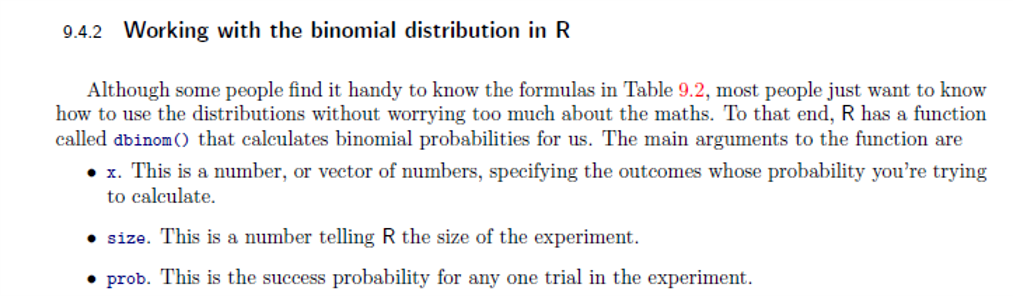 9.4.2 Working with the binomial distribution in R
Although some people find it handy to know the formulas in Table 9.2, most people just want to know
how to use the distributions without worrying too much about the maths. To that end, R has a function
called dbinom() that calculates binomial probabilities for us. The main arguments to the function are
• x. This is a number, or vector of numbers, specifying the outcomes whose probability you're trying
to calculate.
• size. This is a number telling R the size of the experiment.
• prob. This is the success probability for any one trial in the experiment.